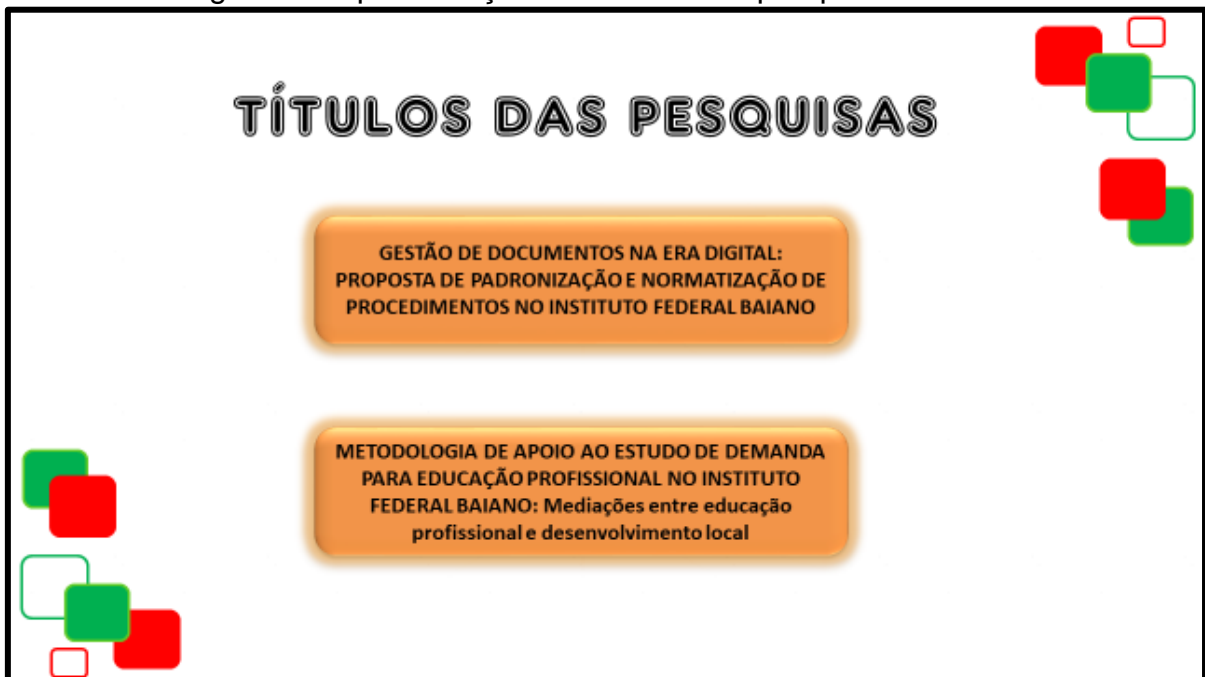 TÍTULOS DAS PESQUISAS
GESTÃO DE DOCUMENTOS NA ERA DIGITAL:
PROPOSTA DE PADRONIZAÇÃO E NORMATIZAÇÃO DE
PROCEDIMENTOS NO INSTITUTO FEDERAL BAIANO
METODOLOGIA DE APOIO AO ESTUDO DE DEMANDA
PARA EDUCAÇÃO PROFISSIONAL NO INSTITUTO
FEDERAL BAIANO: Mediações entre educação
profissional e desenvolvimento local